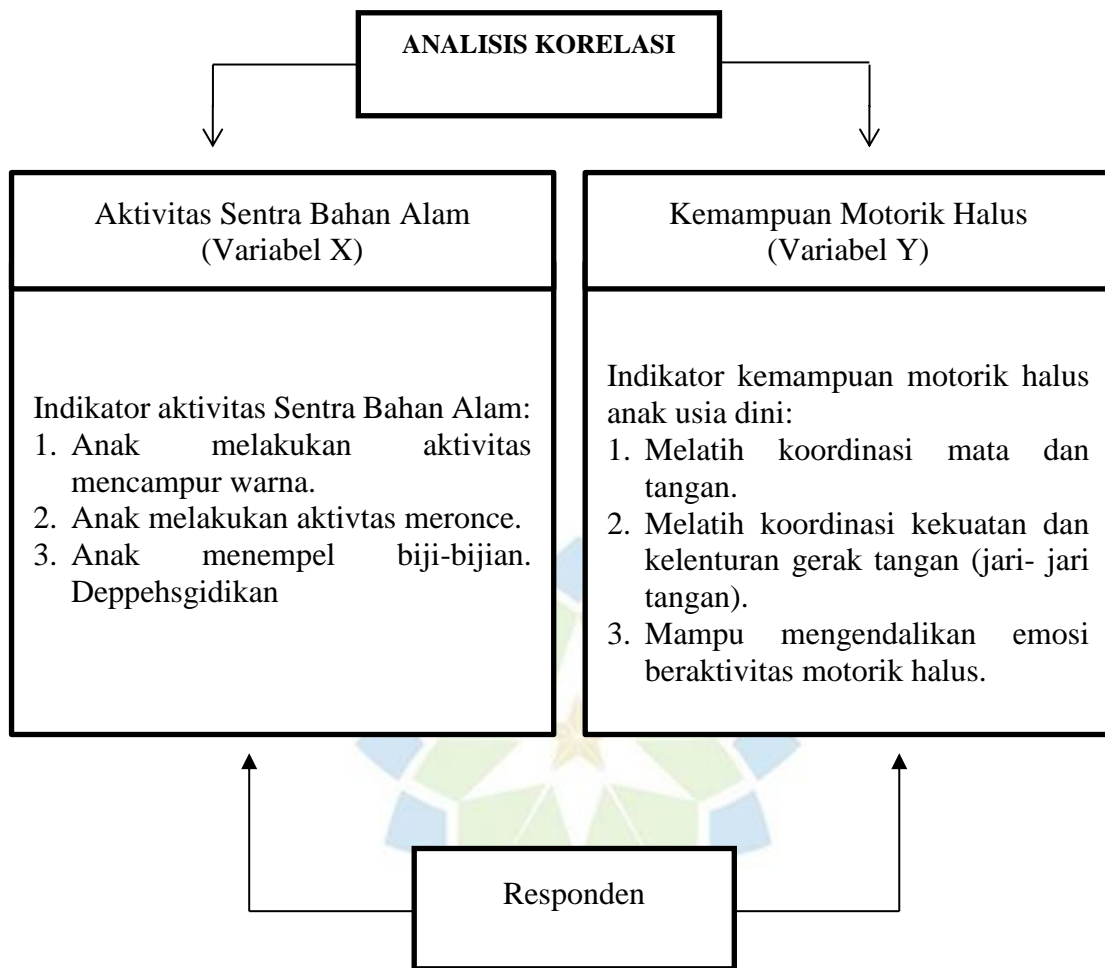 ANALISIS KORELASI
Aktivitas Sentra Bahan Alam
(Variabel X)
Indikator aktivitas Sentra Bahan Alam:
1. Anak melakukan aktivitas
mencampur warna.
2. Anak melakukan aktivtas meronce.
3. Anak menempel biji-bijian.
Deppehsgidikan
Kemampuan Motorik Halus
(Variabel Y)
Indikator kemampuan motorik halus
anak usia dini:
1. Melatih koordinasi mata dan
tangan.
2. Melatih koordinasi kekuatan dan
kelenturan gerak tangan (jari- jari
tangan).
3. Mampu mengendalikan emosi
beraktivitas motorik halus.
Responden